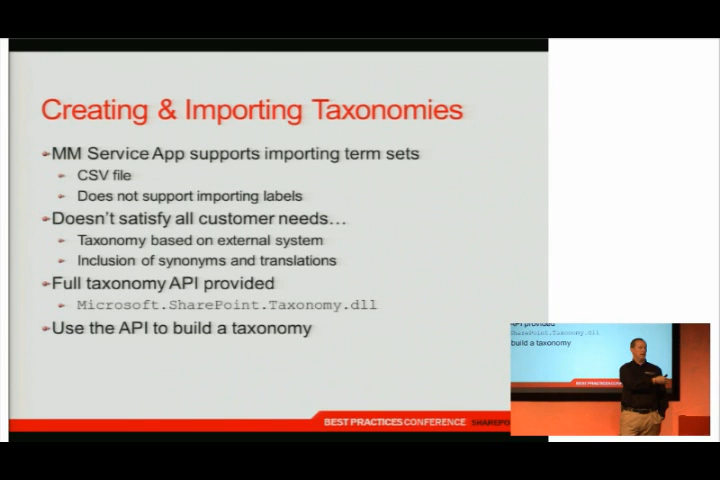 Creating & Importing Taxonomies
MM Service App supports importing term sets
CSV file
Does not support importing labels
Doesn't satisfy all customer needs…
Taxonomy based on external system
Inclusion of synonyms and translations
Full taxonomy API provided
Microsoft.SharePoint.Taxonomy.dll
Use the API to build a taxonomy
BEST PRACTICES CONFERENCE
API provided
SharePoint.Taxonomy.dll
build a taxonomy
BEST PRACTICES